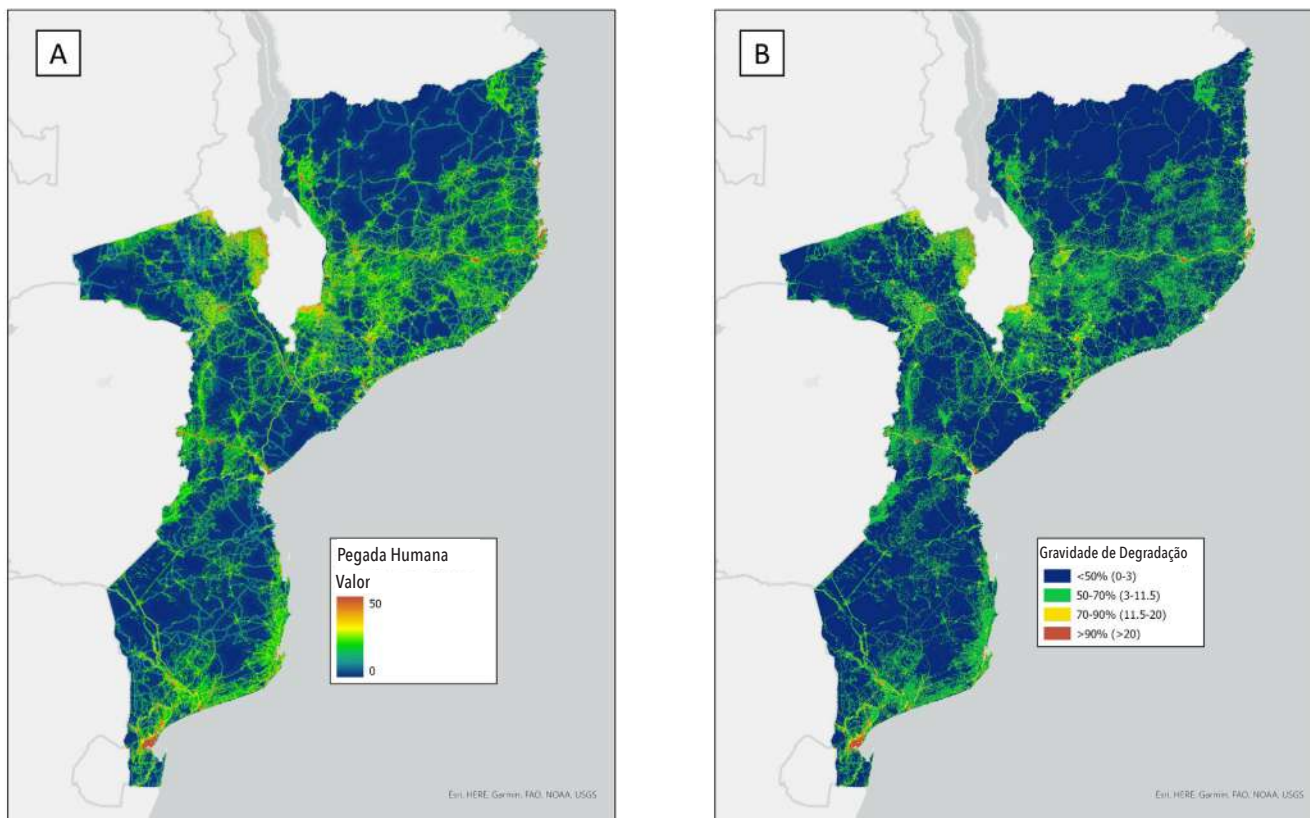 A
Pegada Humana
Valor
50
0
Esri, HERE, Garmin, FAO, NOAA, USGS
B
Gravidade de Degradação
<50% (0-3)
50-70% (3-11.5)
70-90% (11.5-20)
>90% (>20)
Esri, HERE, Garmin, FAO, NOAA, USGS